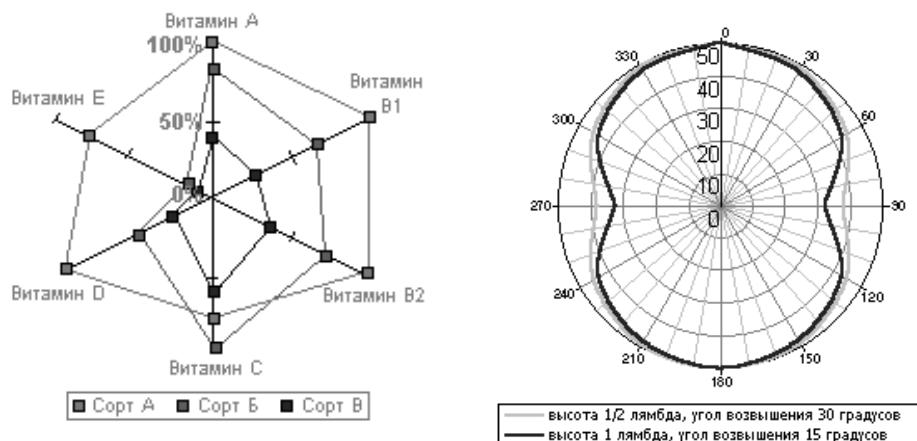 Витамин А
100%
Витамин
В1
Витамин Е
50%
0%
Витамин D
Витамин В2
Витамин С
Сорт А Сорт Б Сорт В
0
330
30
50
40
300
60
30
20
10
0
270
90
240
120
210
150
180
высота 1/2 лямбда, угол возвышения 30 градусов
высота 1 лямбда, угол возвышения 15 градусов